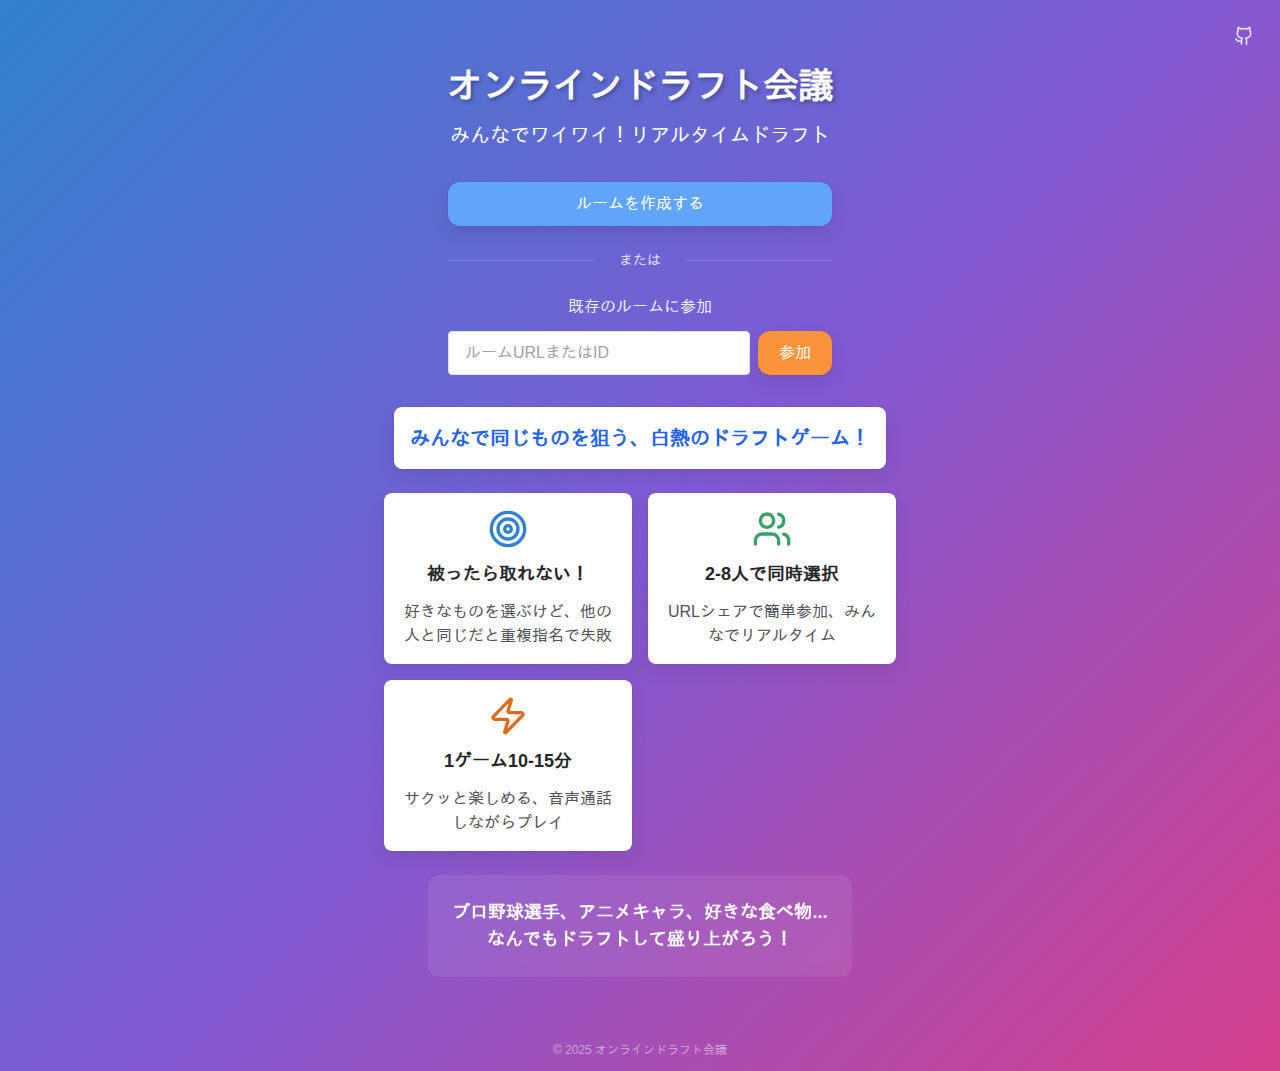 オンラインドラフト会議
みんなでワイワイ！リアルタイムドラフト
ルームを作成する
または
既存のルームに参加
ルームURLまたはID
参加
みんなで同じものを狙う、白熱のドラフトゲーム！
被ったら取れない！
好きなものを選ぶけど、他の
人と同じだと重複指名で失敗
2-8人で同時選択
URLシェアで簡単参加、みん
なでリアルタイム
1ゲーム10-15分
サクッと楽しめる、音声通話
しながらプレイ
プロ野球選手、アニメキャラ、好きな食べ物...
なんでもドラフトして盛り上がろう！
© 2025 オンラインドラフト会議